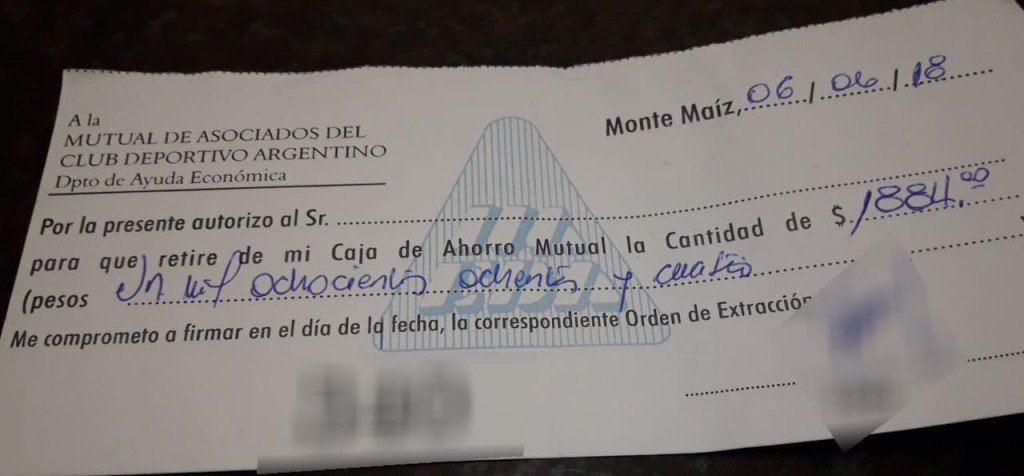 A la
MUTUAL DE ASOCIADOS DEL
CLUB DEPORTIVO ARGENTINO
Dpto de Ayuda Económica
Monte Maíz, 06 / 06 / 18
Por la presente autorizo al Sr. ........................
para que retire de mi Caja de Ahorro Mutual la Cantidad de $ 1884.00
(pesos Un mil ochocientos ochenta y cuatro
Me comprometo a firmar en el día de la fecha, la correspondiente Orden de Extracción